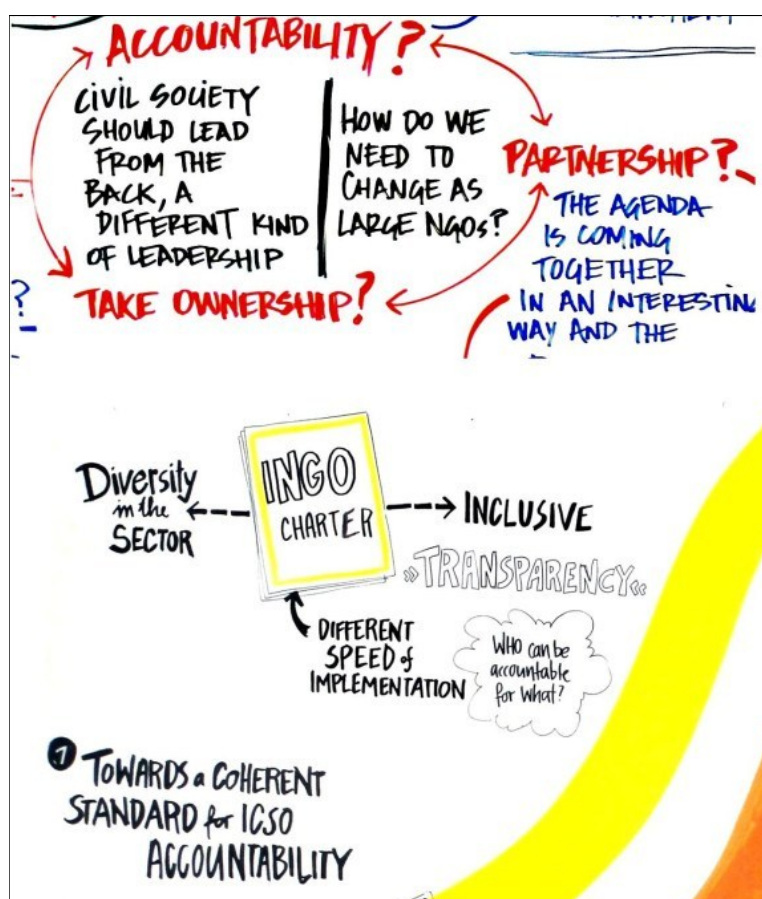 ACCOUNTABILITY?
CIVIL SOCIETY
SHOULD LEAD
FROM THE
BACK, A
DIFFERENT KIND
OF LEADERSHIP
HOW DO WE
NEED TO
CHANGE AS
LARGE NGOs?
PARTNERSHIP?
THE AGENDA
IS COMING
TOGETHER
IN AN INTERESTIN
WAY AND THE
TAKE OWNERSHIP?
?
Diversity
in the
SECTOR
INGO
CHARTER
INCLUSIVE
»TRANSPARENCY«
DIFFERENT
SPEED of
IMPLEMENTATION
WHO can be
accountable
for what?
1 TOWARDS a COHERENT
STANDARD for ICSO
ACCOUNTABILITY